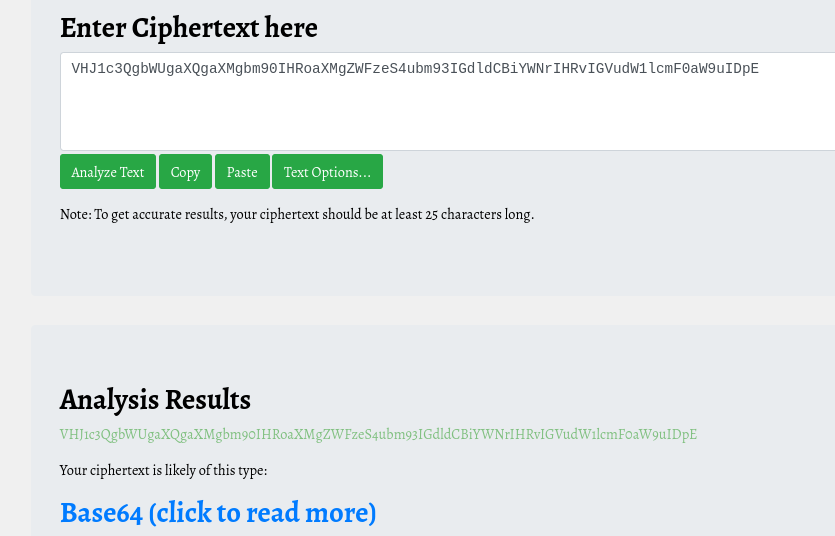 Enter Ciphertext here
VHJ1c3QgbWUgaXQgaXMgbm90IHRoaXMgZWFzeS4ubm93IGdldCBiYWNrIHRvIGVudW1lcmF0aW9uIDpE
Analyze Text Copy Paste Text Options...
Note: To get accurate results, your ciphertext should be at least 25 characters long.
Analysis Results
VHJ1c3QgbWUgaXQgaXMgbm90IHRoaXMgZWFzeS4ubm93IGdldCBiYWNrIHRvIGVudW1lcmF0aW9uIDpE
Your ciphertext is likely of this type:
Base64 (click to read more)